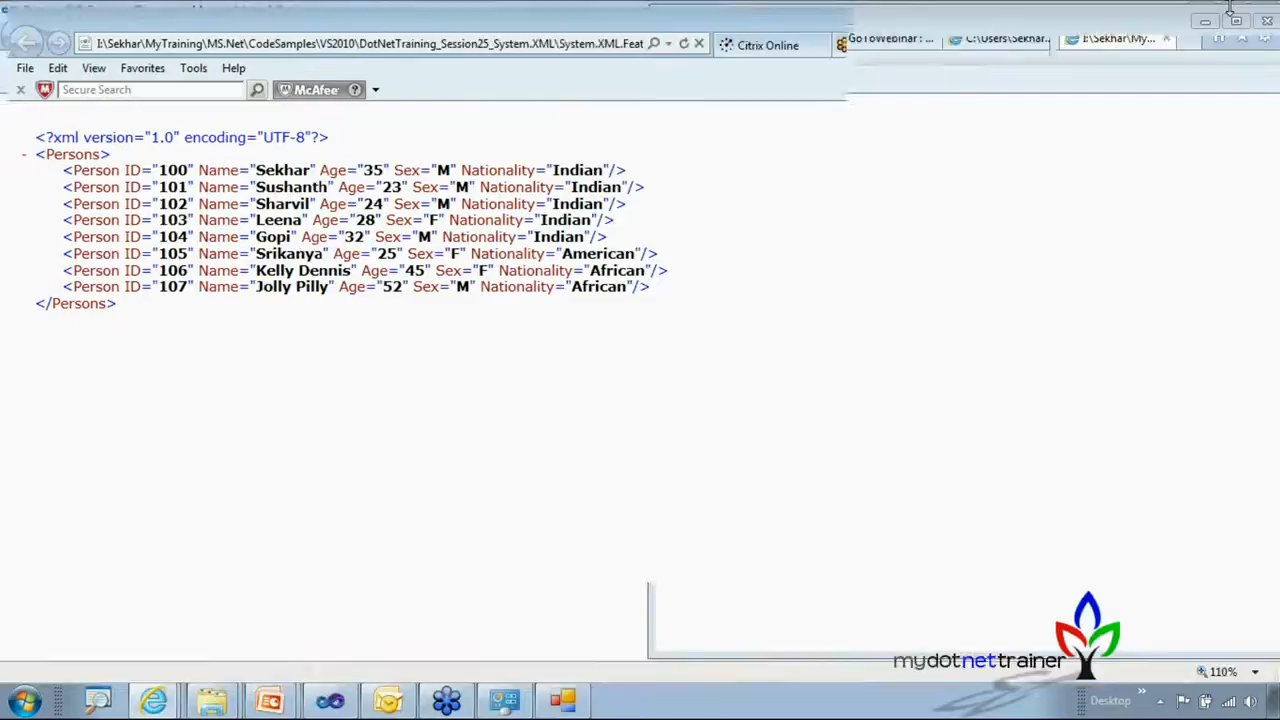 I:\Sekhar\MyTraining\MS.Net\CodeSamples\VS2010\DotNetTraining_Session25_System.XML\System.XML.Feat
Citrix Online
GoToWebinar : ...
C:\Users\Sekhar...
I:\Sekhar\My...
File Edit View Favorites Tools Help
Secure Search
McAfee
<?xml version="1.0" encoding="UTF-8"?>
- <Persons>
<Person ID="100" Name="Sekhar" Age="35" Sex="M" Nationality="Indian"/>
<Person ID="101" Name="Sushanth" Age="23" Sex="M" Nationality="Indian"/>
<Person ID="102" Name="Sharvil" Age="24" Sex="M" Nationality="Indian"/>
<Person ID="103" Name="Leena" Age="28" Sex="F" Nationality="Indian"/>
<Person ID="104" Name="Gopi" Age="32" Sex="M" Nationality="Indian"/>
<Person ID="105" Name="Srikanya" Age="25" Sex="F" Nationality="American"/>
<Person ID="106" Name="Kelly Dennis" Age="45" Sex="F" Nationality="African"/>
<Person ID="107" Name="Jolly Pilly" Age="52" Sex="M" Nationality="African"/>
</Persons>
mydotnettrainer
110%
Desktop